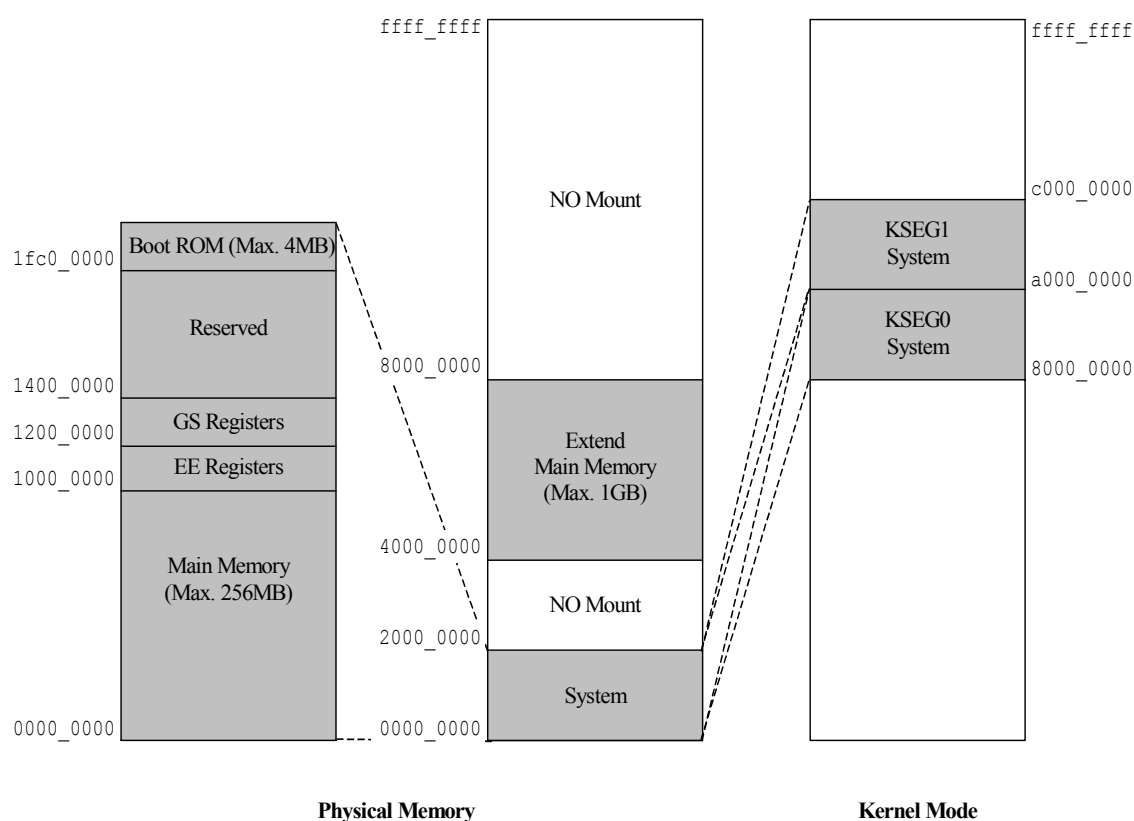 ffff_ffff
ffff_ffff
NO Mount
c000_0000
Boot ROM (Max. 4MB)
KSEG1
System
1fc0_0000
a000_0000
Reserved
KSEG0
System
8000_0000
8000_0000
1400_0000
GS Registers
1200_0000
Extend
Main Memory
(Max. 1GB)
EE Registers
1000_0000
4000_0000
Main Memory
(Max. 256MB)
NO Mount
2000_0000
System
0000_0000
0000_0000
Physical Memory
Kernel Mode